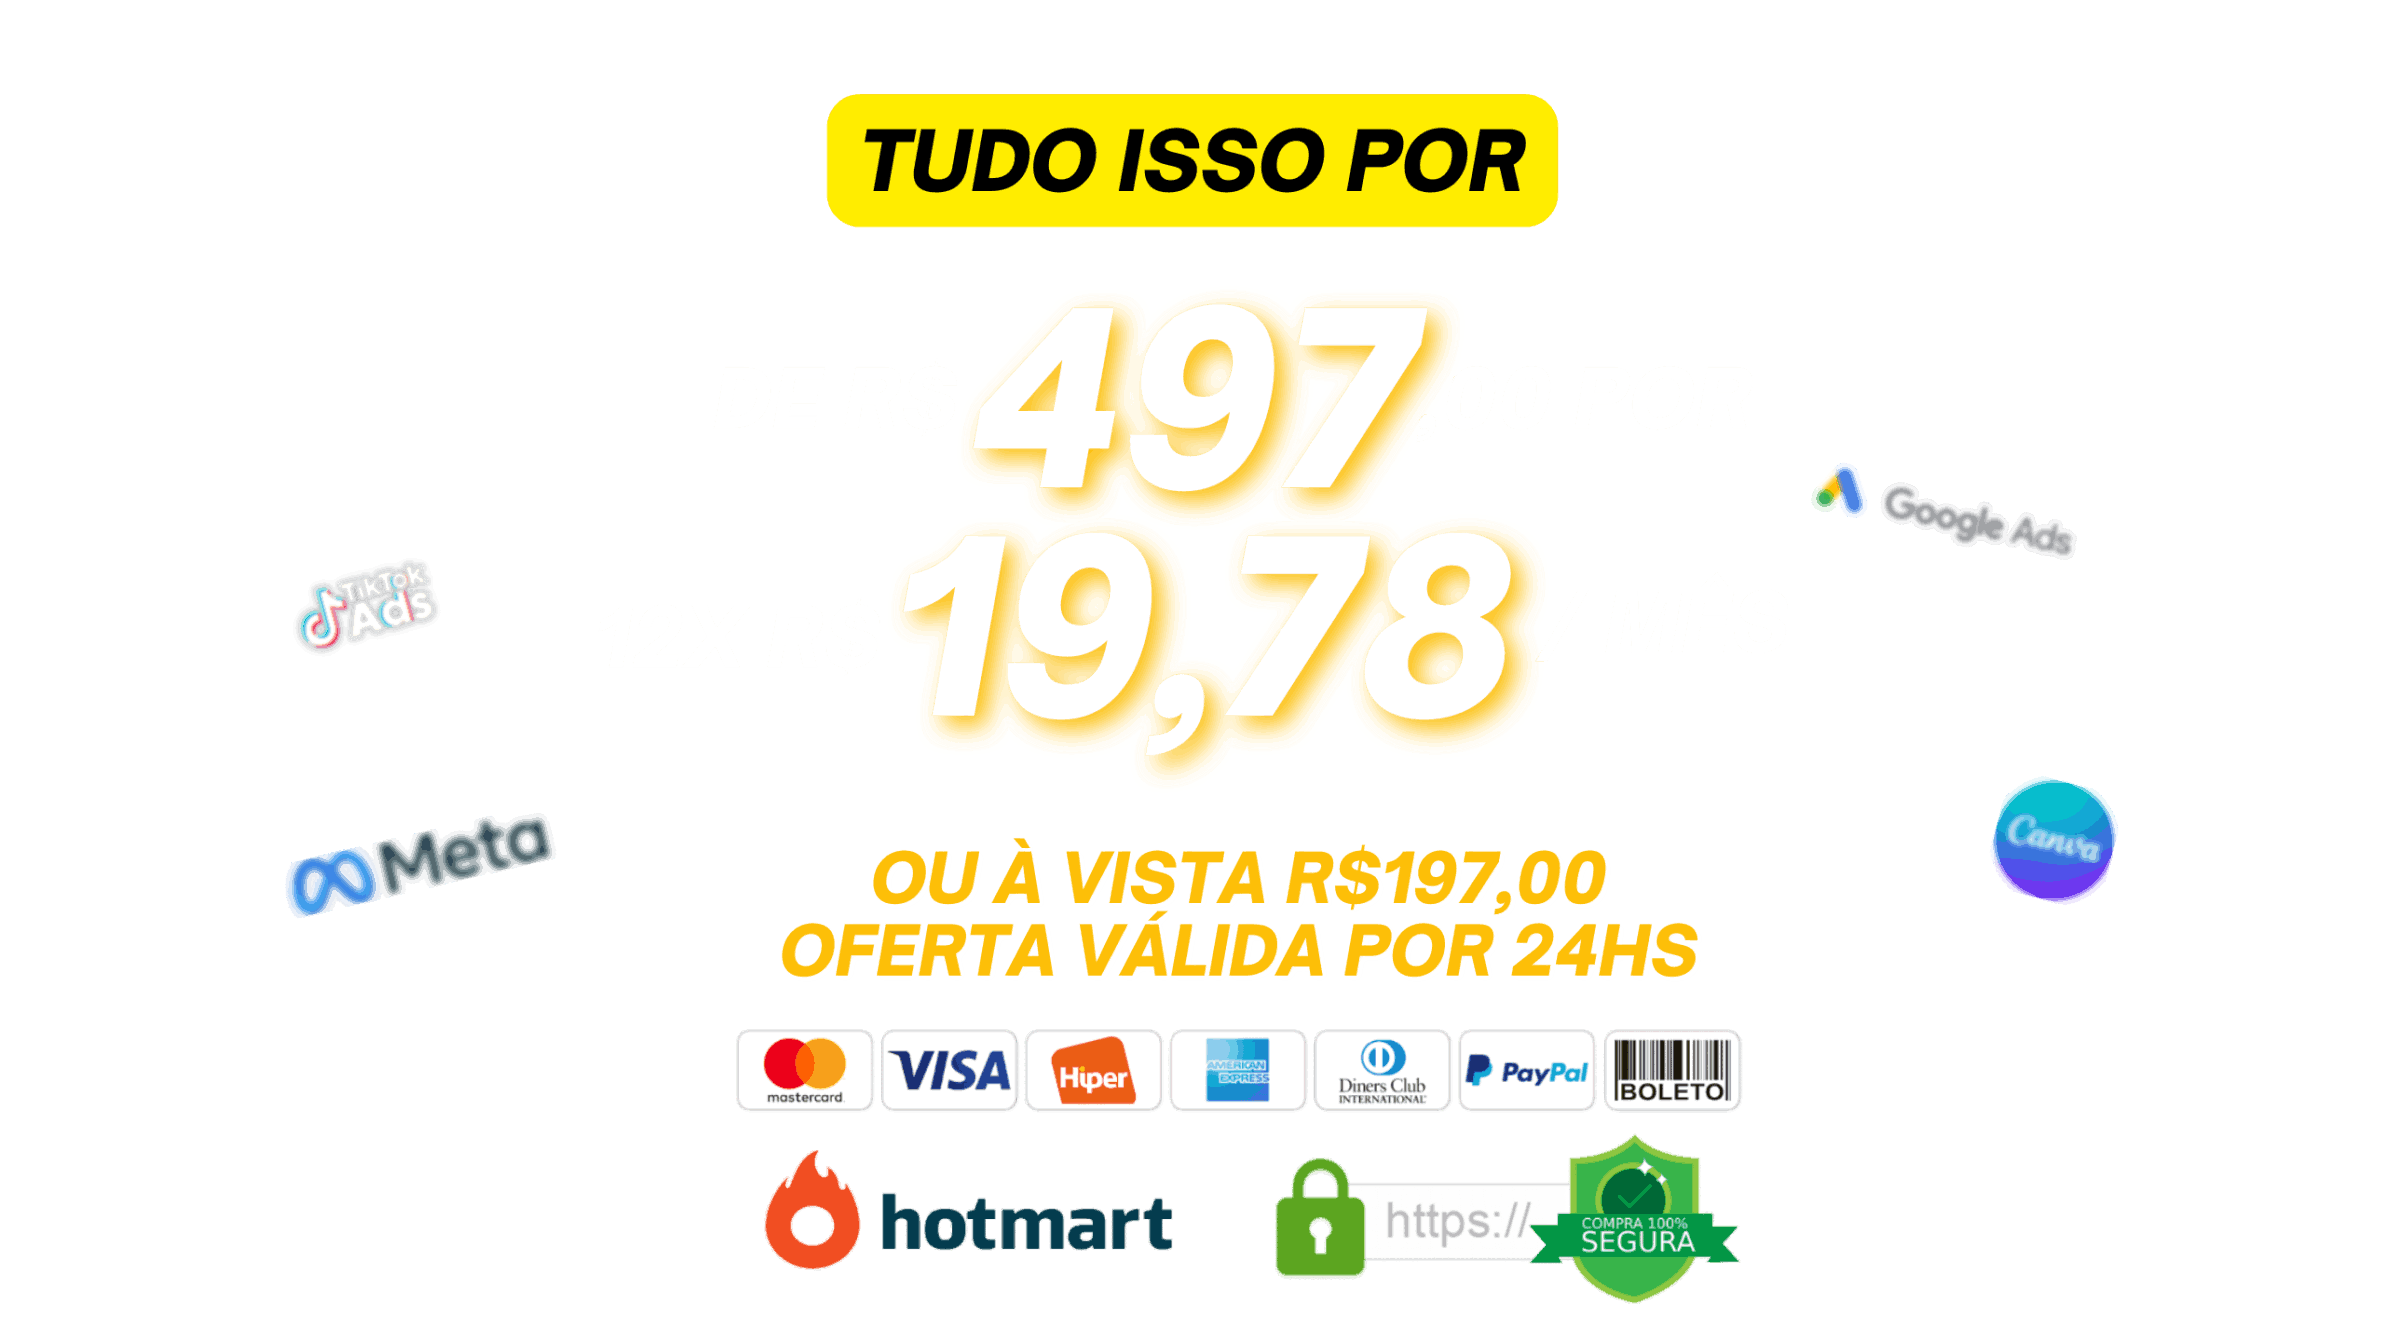 TUDO ISSO POR
497
19,78
Google Ads
TikTok
Ads
Meta
Canva
OU À VISTA R$197,00
OFERTA VÁLIDA POR 24HS
mastercard
VISA
Hiper
AMERICAN
EXPRESS
Diners Club
INTERNATIONAL
PayPal
BOLETO
hotmart
https://
COMPRA 100%
SEGURA